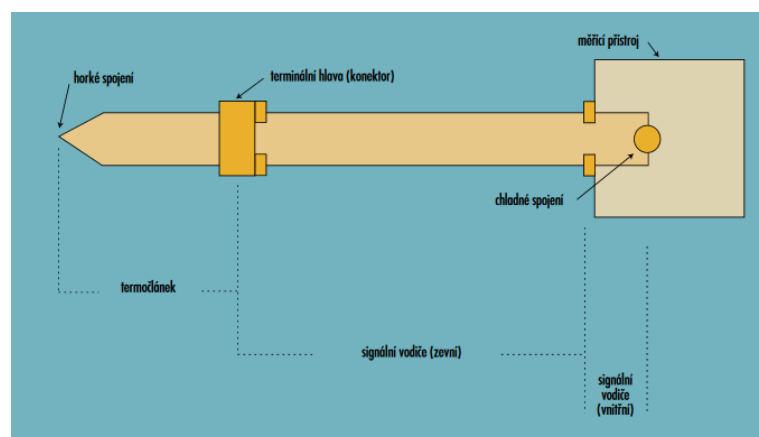 měřicí přístroj
horké spojení
terminální hlava (konektor)
chladné spojení
termočlánek
signální vodiče (zevní)
signální
vodiče
(vnitřní)